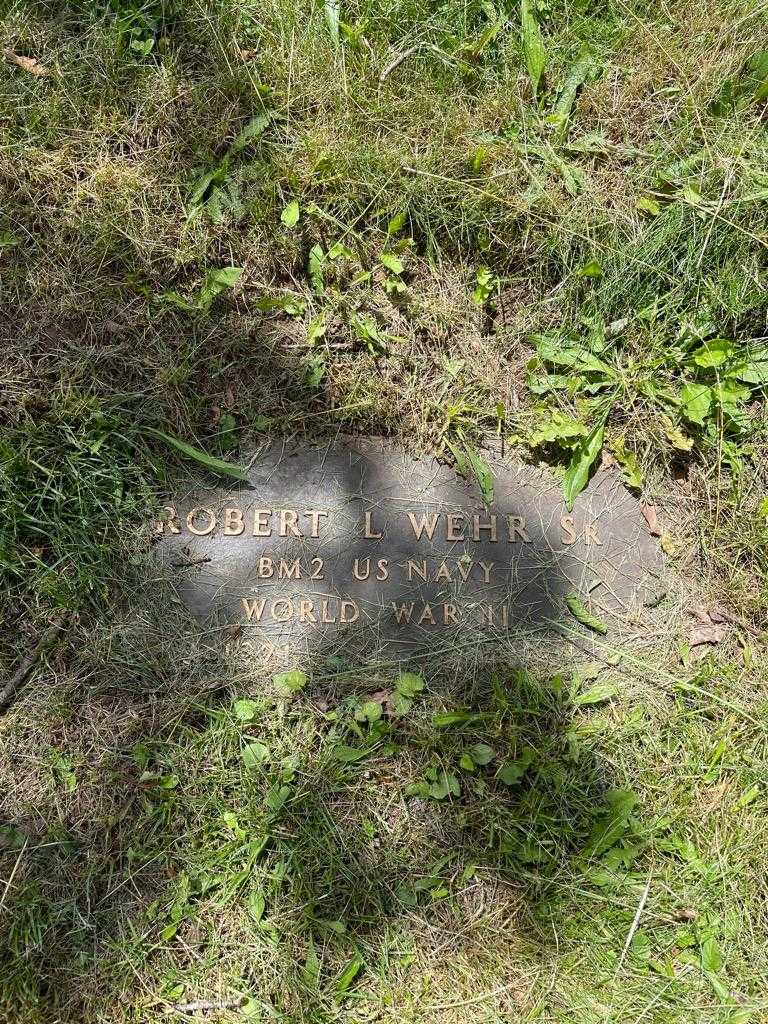 ROBERT L WEHR SR
BM2 US NAVY
WORLD WAR II